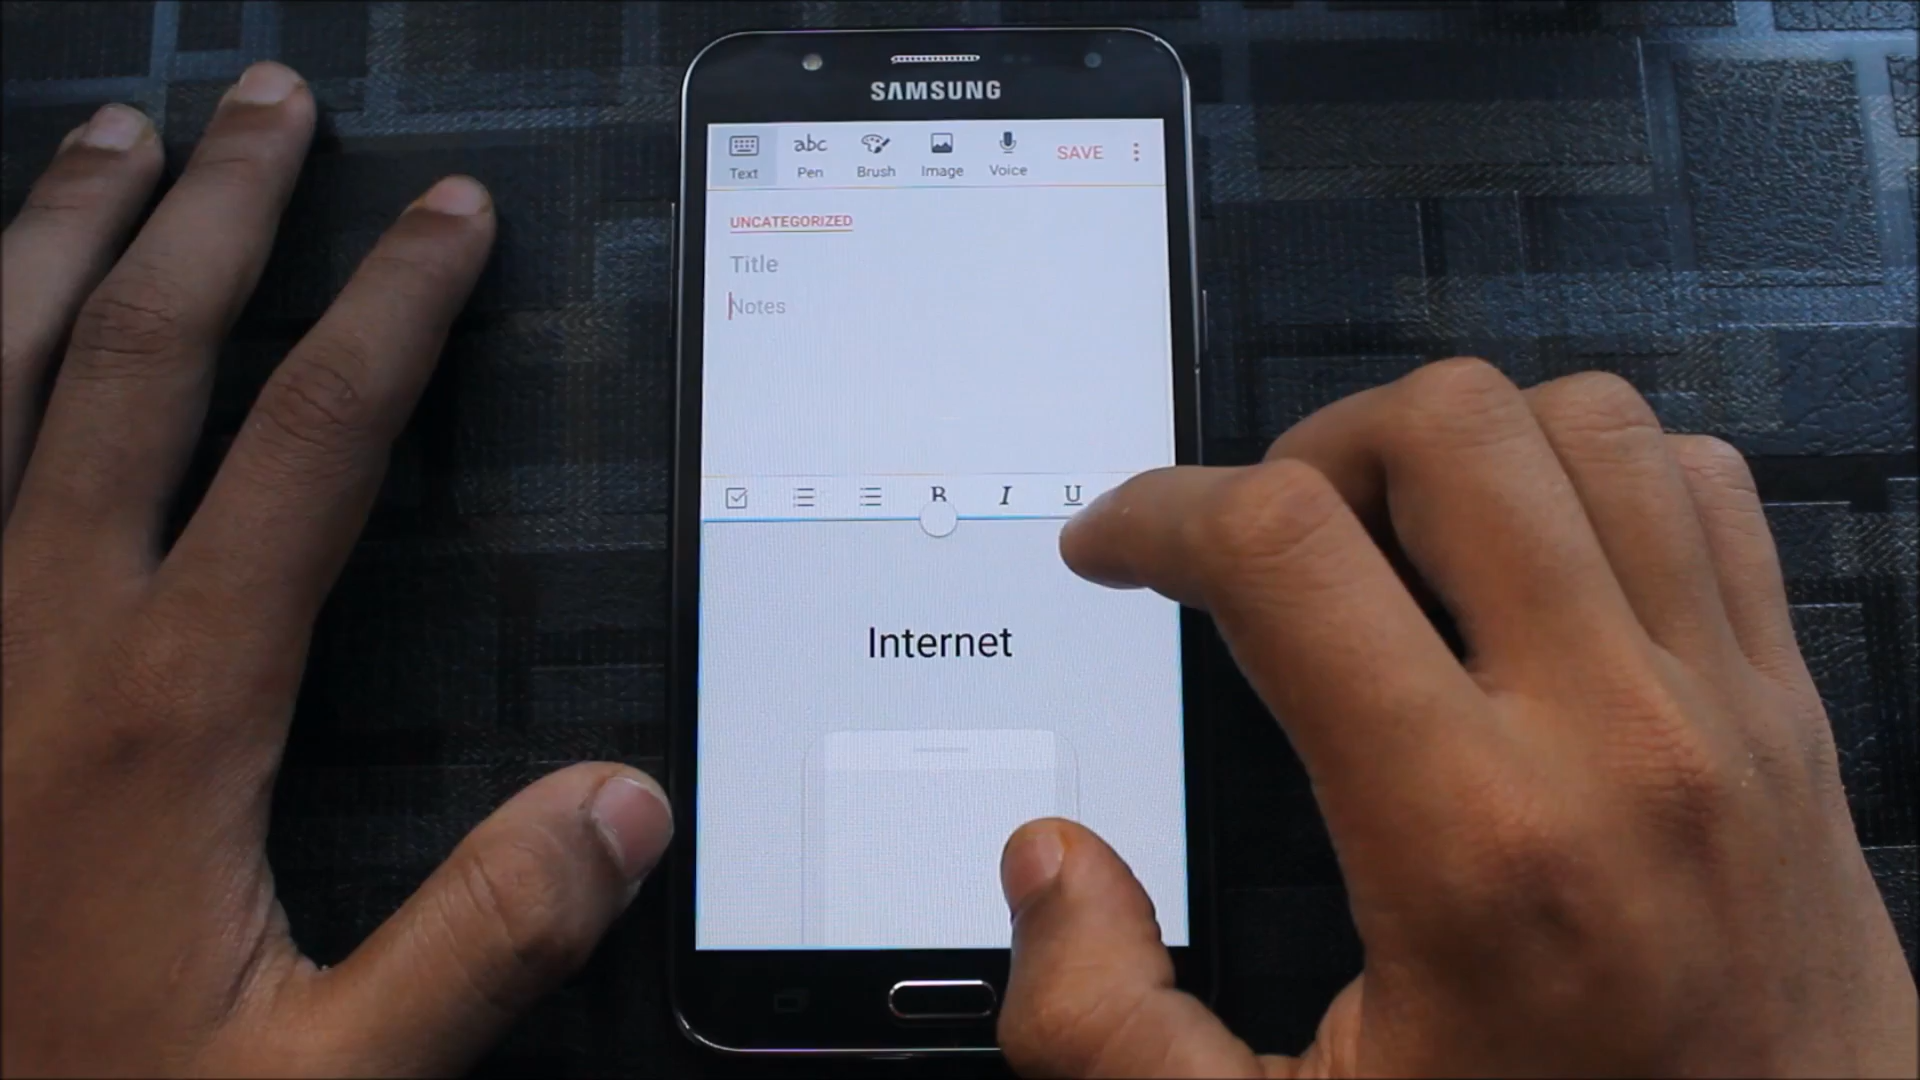 SAMSUNG
Text
abc
Pen
Brush
Image
Voice
SAVE
UNCATEGORIZED
Title
Notes
B I U
Internet